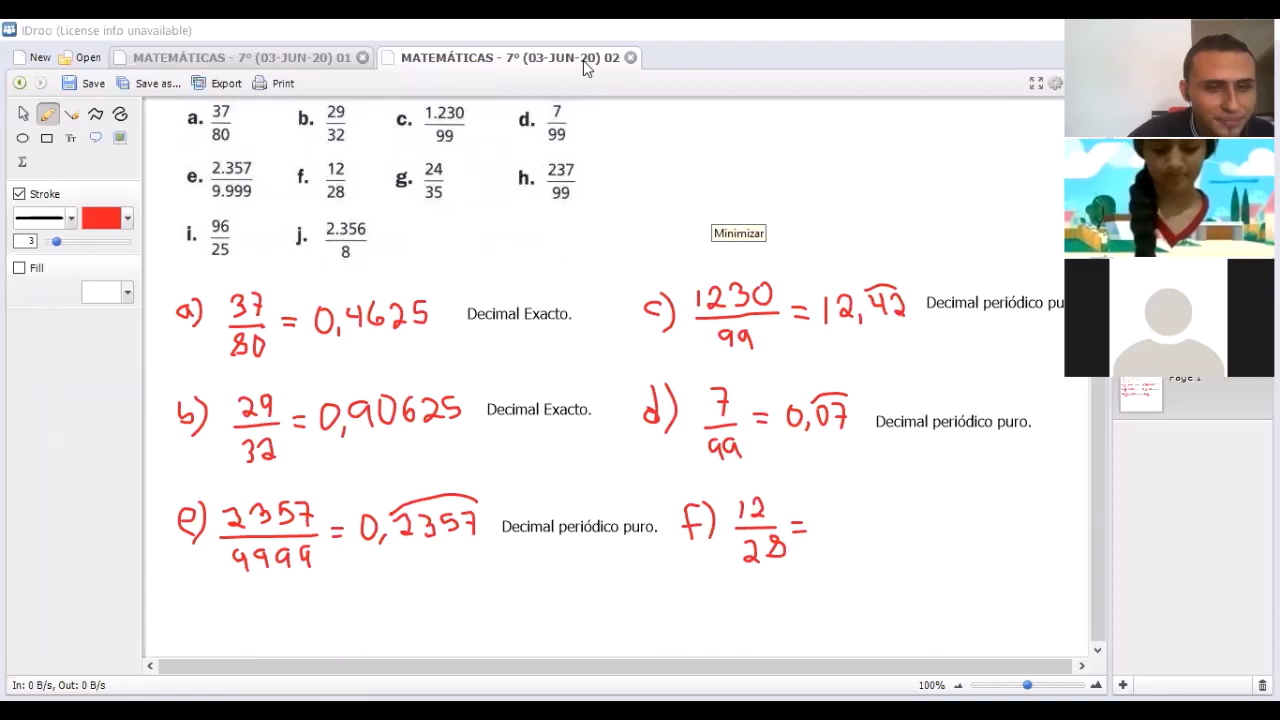 IDroo (License info unavailable)
New Open MATEMÁTICAS - 7º (03-JUN-20) 01 MATEMÁTICAS - 7º (03-JUN-20) 02
Save Save as... Export Print
a. 37/80 b. 29/32 c. 1.230/99 d. 7/99
e. 2.357/9.999 f. 12/28 g. 24/35 h. 237/99
i. 96/25 j. 2.356/8
Tr
Σ
Stroke
3
Fill
Minimizar
a) 37/80 = 0,4625 Decimal Exacto.
c) 1230/99 = 12,42 Decimal periódico pu
b) 29/32 = 0,90625 Decimal Exacto.
d) 7/99 = 0,07 Decimal periódico puro.
e) 2357/9999 = 0,2357 Decimal periódico puro.
f) 12/28 =
Page 1
In: 0 B/s, Out: 0 B/s
100%